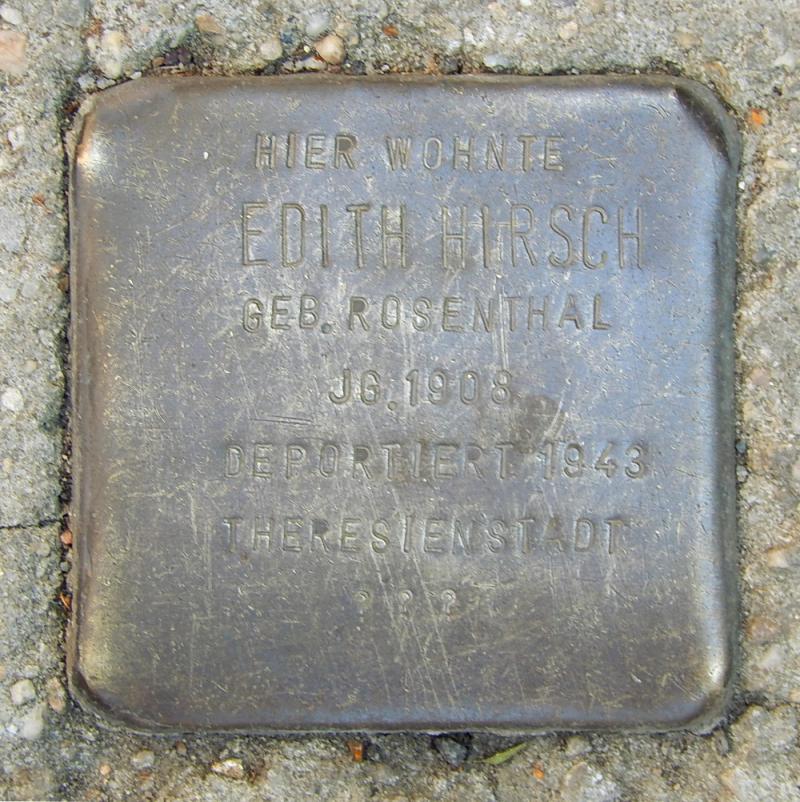 HIER WOHNTE
EDITH HIRSCH
GEB. ROSENTHAL
JG. 1908
DEPORTIERT 1943
THERESIENSTADT
? ? ?